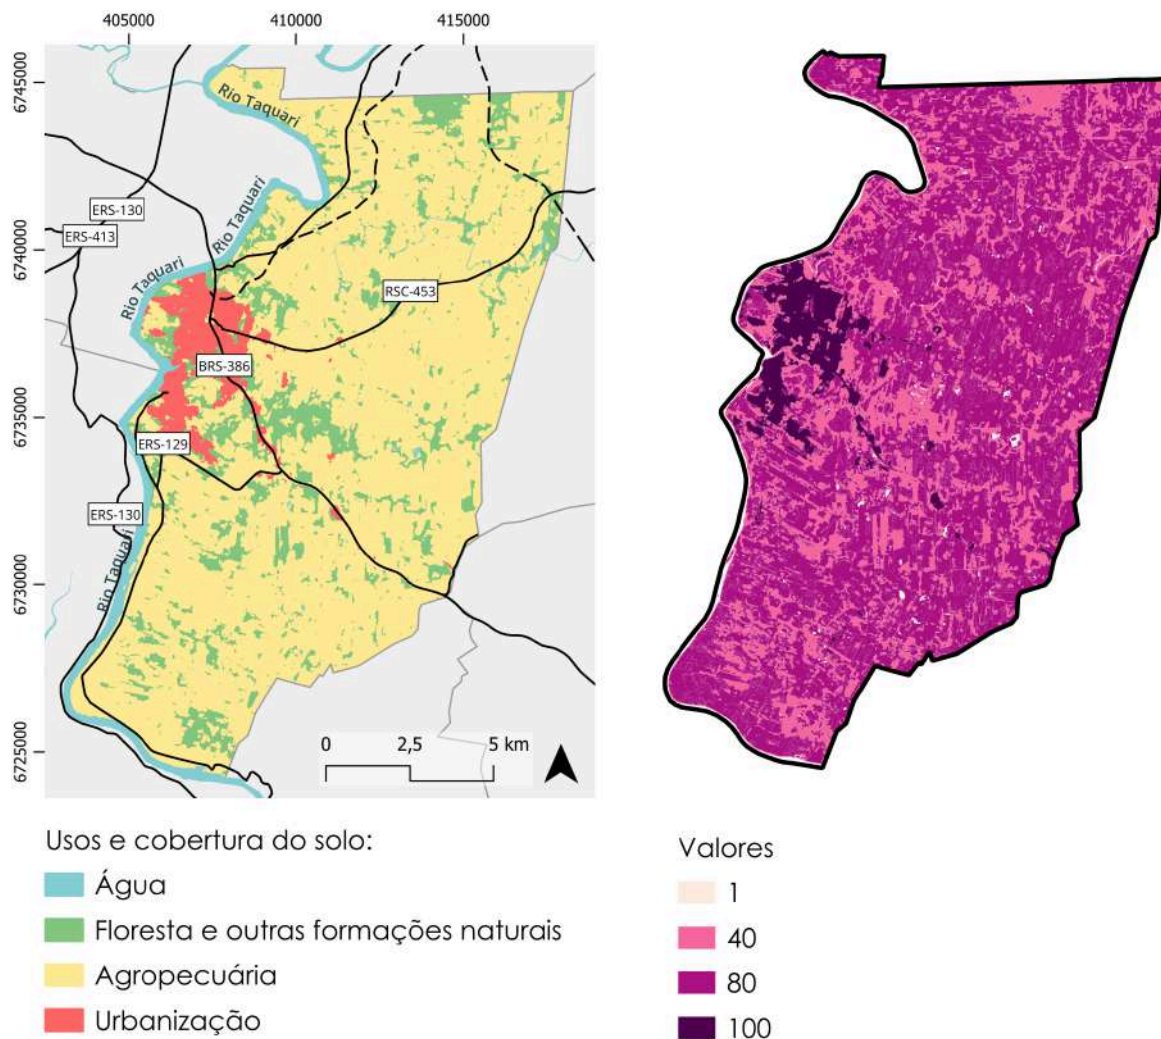 405000 410000 415000
6745000
6740000
6735000
6730000
6725000
Rio Taquari
Rio Taquari
Rio Taquari
Rio Taquari
ERS-130
ERS-413
RSC-453
BRS-386
ERS-129
ERS-130
0 2,5 5 km
Usos e cobertura do solo:
Água
Floresta e outras formações naturais
Agropecuária
Urbanização
Valores
1
40
80
100